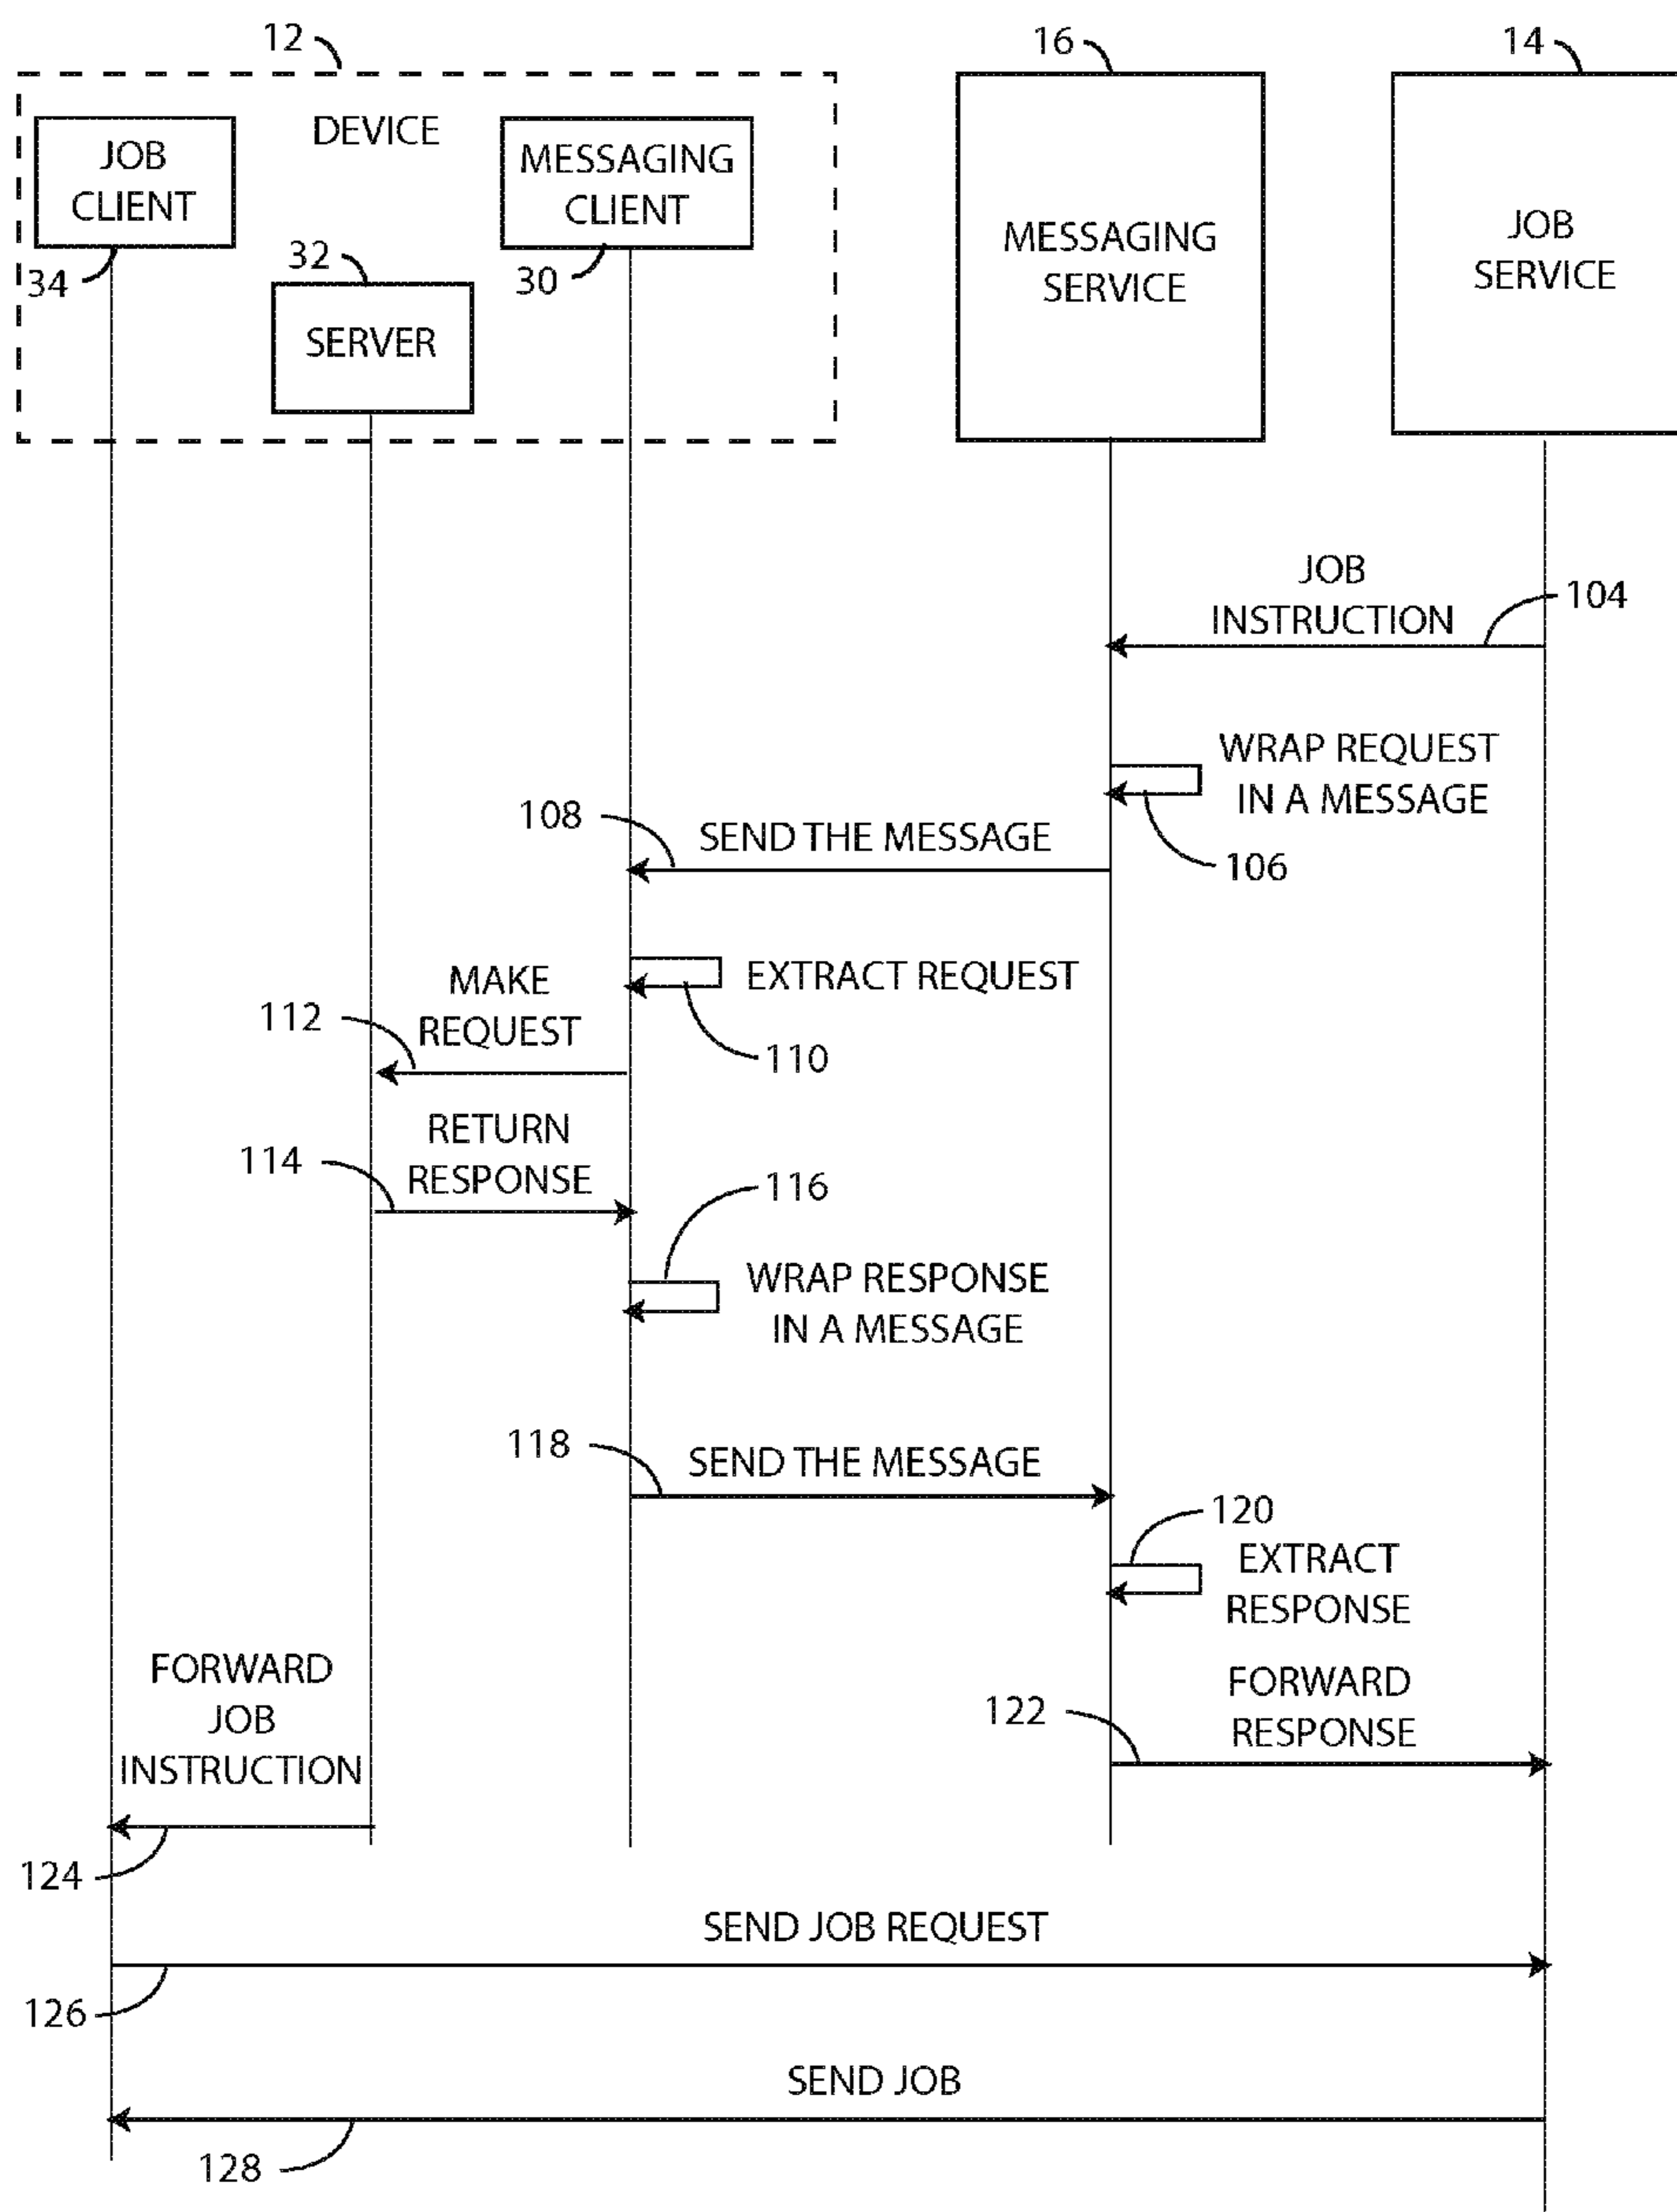 12
16
14
DEVICE
JOB
CLIENT
34
MESSAGING
CLIENT
30
32
SERVER
MESSAGING
SERVICE
JOB
SERVICE
JOB
INSTRUCTION
104
WRAP REQUEST
IN A MESSAGE
106
108
SEND THE MESSAGE
EXTRACT REQUEST
110
MAKE
REQUEST
112
RETURN
RESPONSE
114
116
WRAP RESPONSE
IN A MESSAGE
118
SEND THE MESSAGE
120
EXTRACT
RESPONSE
FORWARD
RESPONSE
122
FORWARD
JOB
INSTRUCTION
124
SEND JOB REQUEST
126
SEND JOB
128